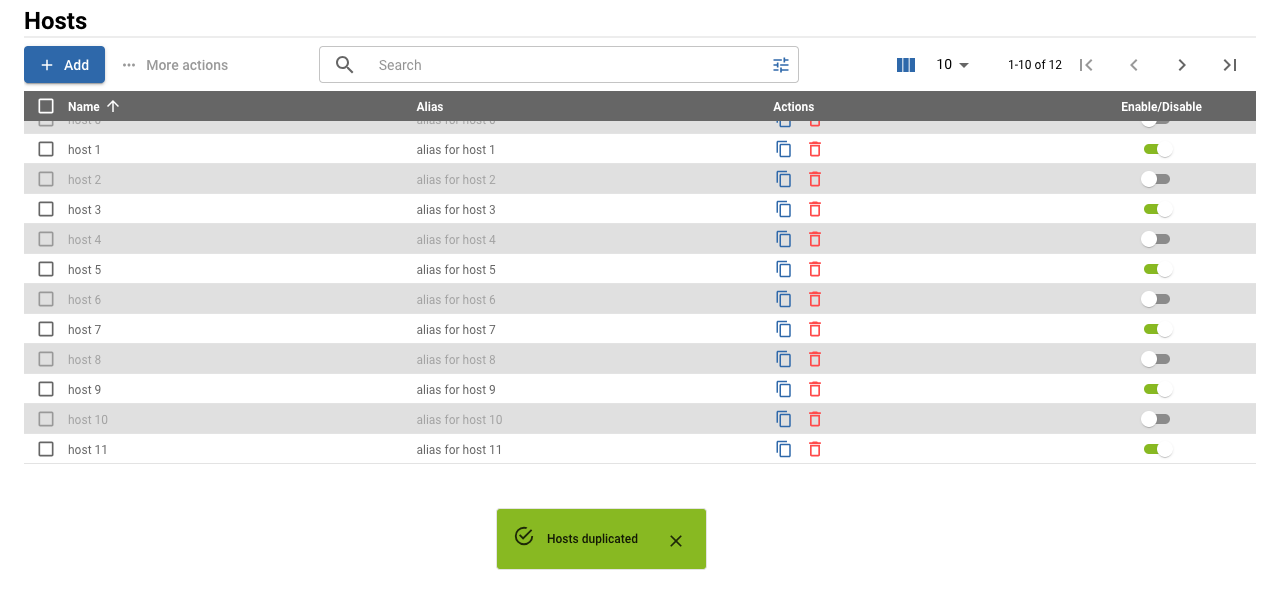 Hosts
Add
More actions
Search
10
1-10 of 12
Name
Alias
Actions
Enable/Disable
host 1
alias for host 1
host 2
alias for host 2
host 3
alias for host 3
host 4
alias for host 4
host 5
alias for host 5
host 6
alias for host 6
host 7
alias for host 7
host 8
alias for host 8
host 9
alias for host 9
host 10
alias for host 10
host 11
alias for host 11
Hosts duplicated